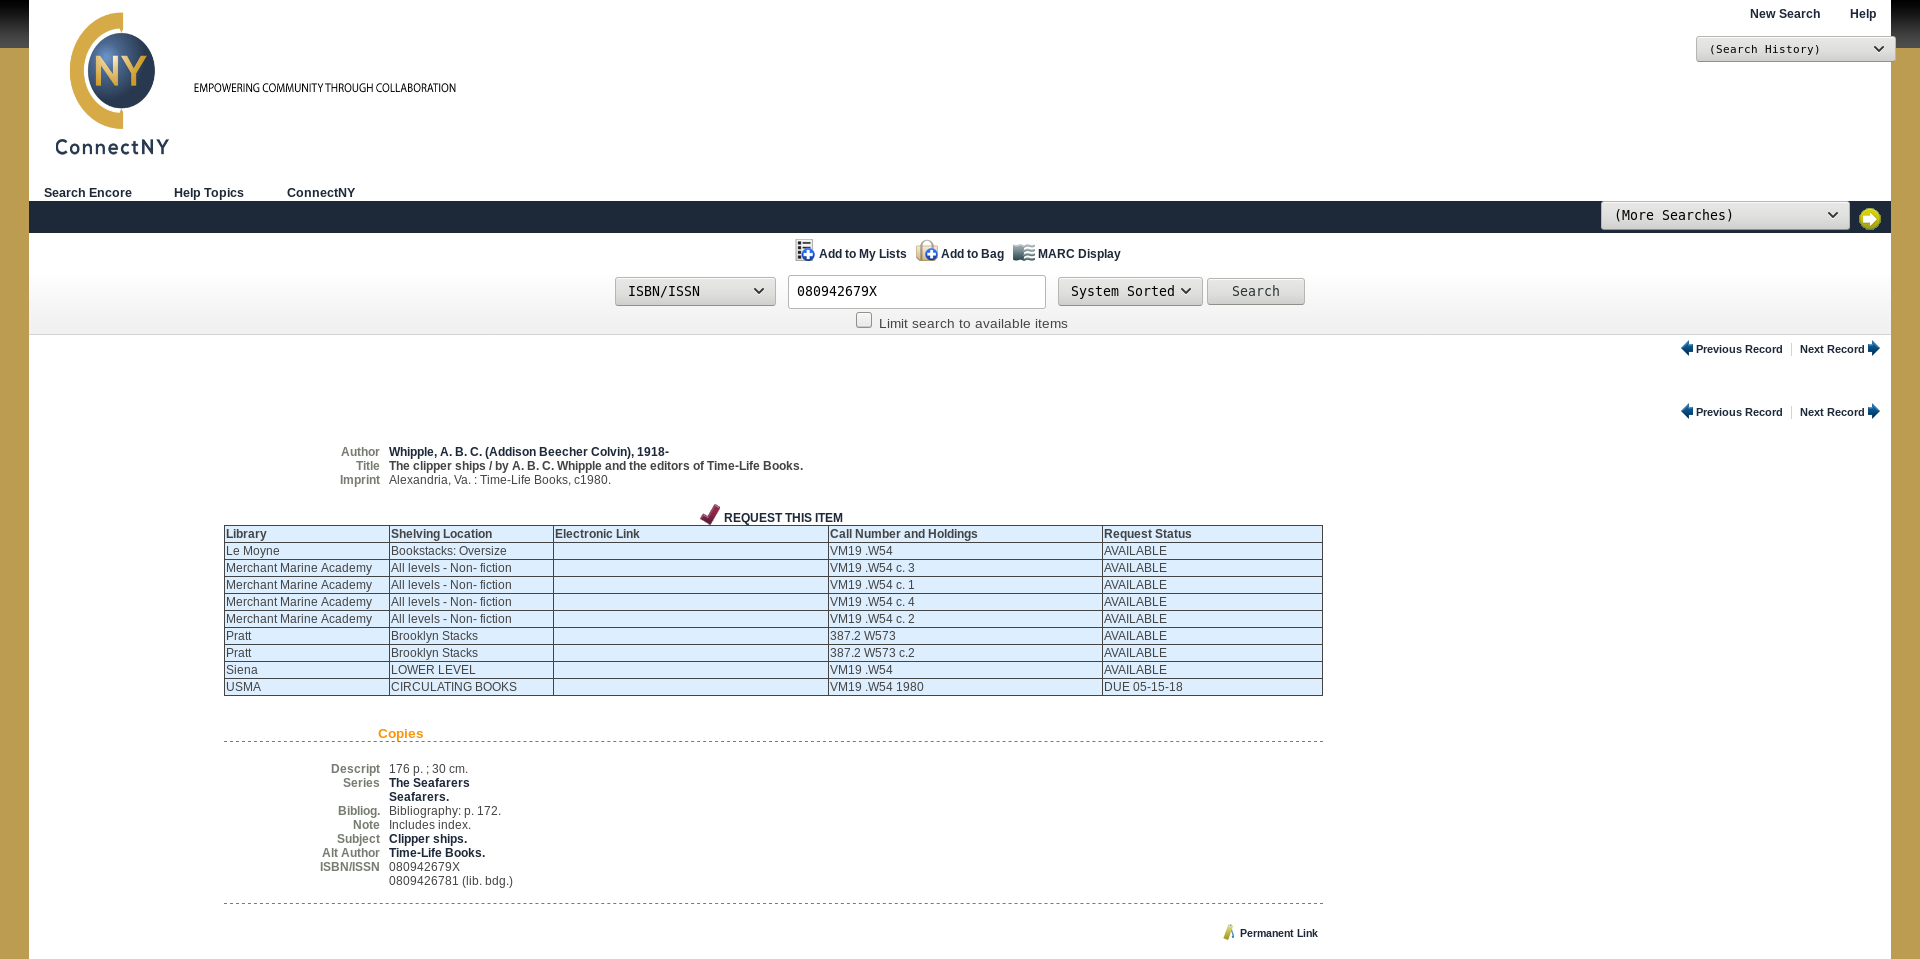 New Search Help
(Search History)
NY
EMPOWERING COMMUNITY THROUGH COLLABORATION
ConnectNY
Search Encore Help Topics ConnectNY
(More Searches)
Add to My Lists Add to Bag MARC Display
ISBN/ISSN 080942679X System Sorted Search
Limit search to available items
Previous Record Next Record
Previous Record Next Record
Author Whipple, A. B. C. (Addison Beecher Colvin), 1918-
Title The clipper ships / by A. B. C. Whipple and the editors of Time-Life Books.
Imprint Alexandria, Va. : Time-Life Books, c1980.
REQUEST THIS ITEM
Library Shelving Location Electronic Link Call Number and Holdings Request Status
Le Moyne Bookstacks: Oversize VM19 .W54 AVAILABLE
Merchant Marine Academy All levels - Non- fiction VM19 .W54 c. 3 AVAILABLE
Merchant Marine Academy All levels - Non- fiction VM19 .W54 c. 1 AVAILABLE
Merchant Marine Academy All levels - Non- fiction VM19 .W54 c. 4 AVAILABLE
Merchant Marine Academy All levels - Non- fiction VM19 .W54 c. 2 AVAILABLE
Pratt Brooklyn Stacks 387.2 W573 AVAILABLE
Pratt Brooklyn Stacks 387.2 W573 c.2 AVAILABLE
Siena LOWER LEVEL VM19 .W54 AVAILABLE
USMA CIRCULATING BOOKS VM19 .W54 1980 DUE 05-15-18
Copies
Descript 176 p. ; 30 cm.
Series The Seafarers
Seafarers.
Bibliog. Bibliography: p. 172.
Note Includes index.
Subject Clipper ships.
Alt Author Time-Life Books.
ISBN/ISSN 080942679X
0809426781 (lib. bdg.)
Permanent Link